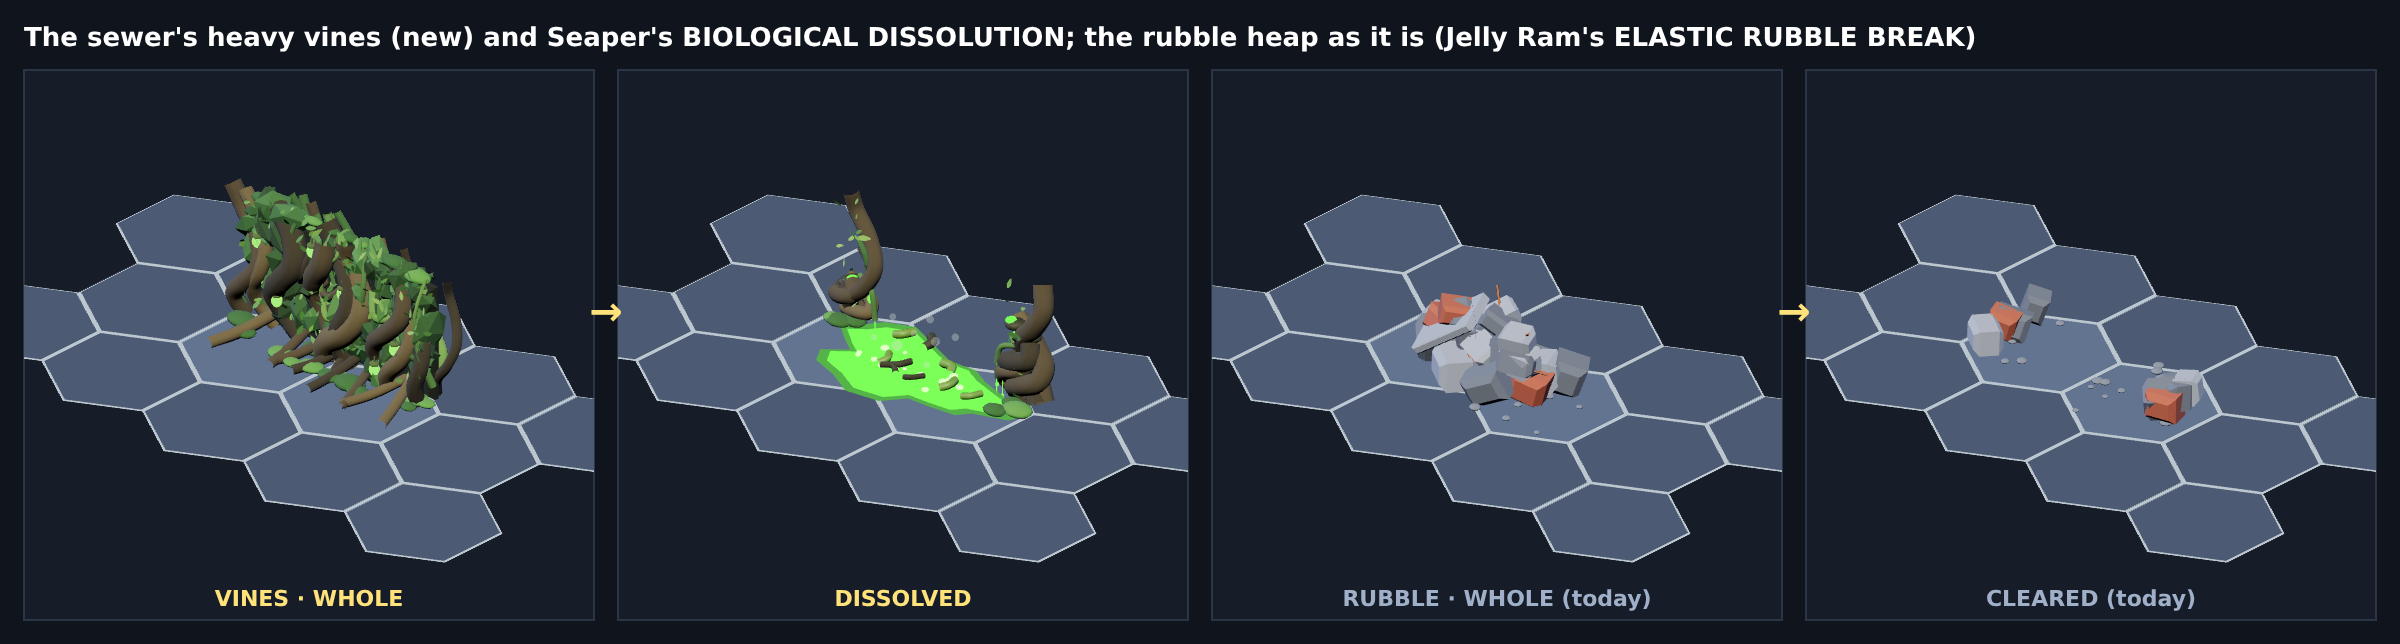 The sewer's heavy vines (new) and Seaper's BIOLOGICAL DISSOLUTION; the rubble heap as it is (Jelly Ram's ELASTIC RUBBLE BREAK)
→
→
VINES · WHOLE
DISSOLVED
RUBBLE · WHOLE (today)
CLEARED (today)